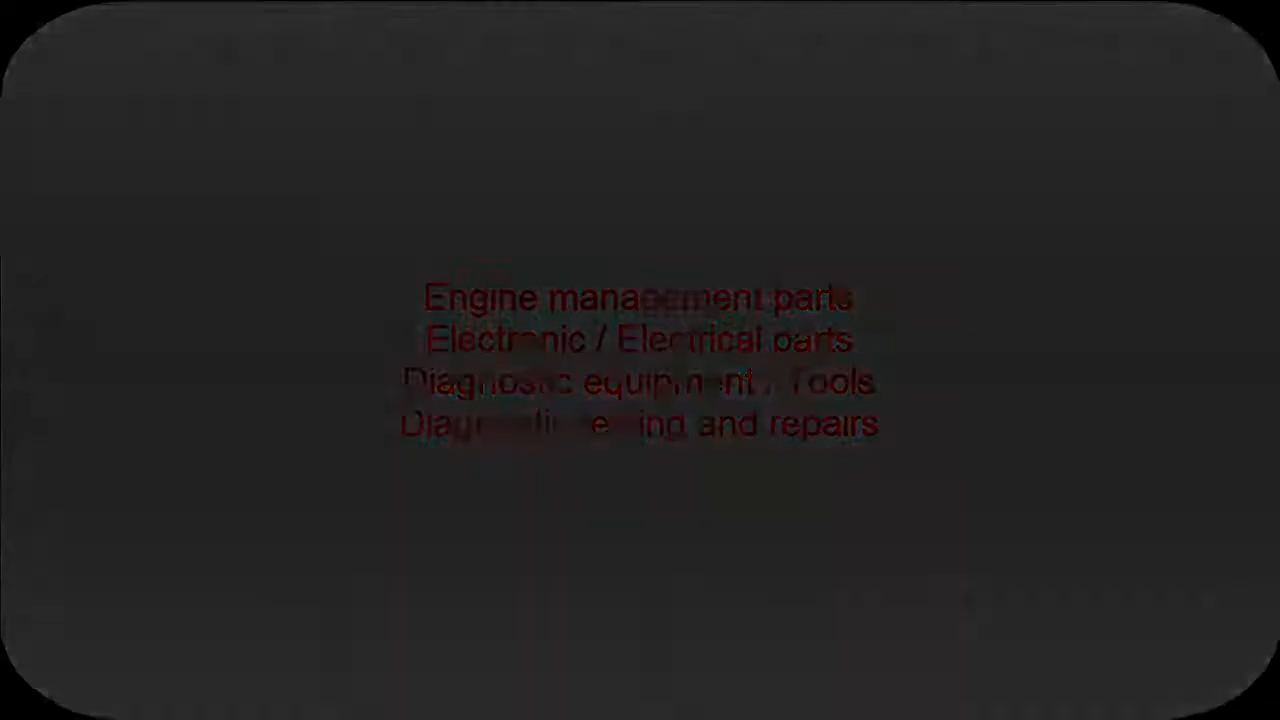 Engine management parts
Electronic / Electrical parts
Diagnostic equipment / Tools
Diagnostic testing and repairs